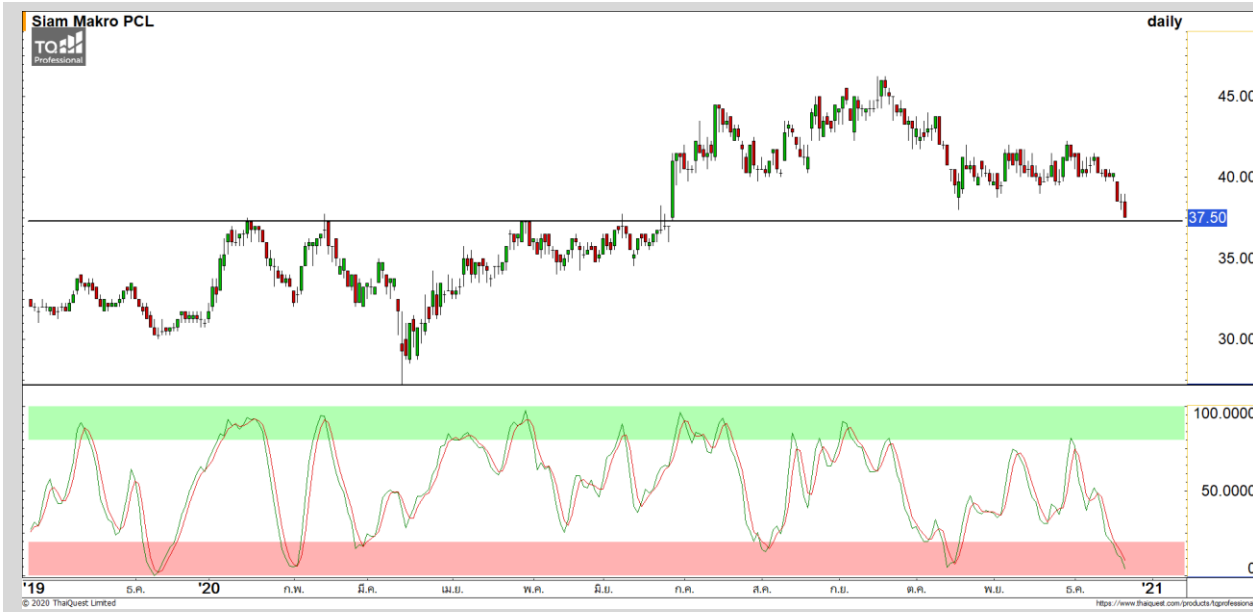 Siam Makro PCL
daily
TQ
Professional
45.00
40.00
37.50
35.00
30.00
100.0000
50.0000
0
'19 ธ.ค. '20 ก.พ. มี.ค. เม.ย. พ.ค. มิ.ย. ก.ค. ส.ค. ก.ย. ต.ค. พ.ย. ธ.ค. '21
© 2020 ThaiQuest Limited
https://www.thaiquest.com/products/tqprofessional